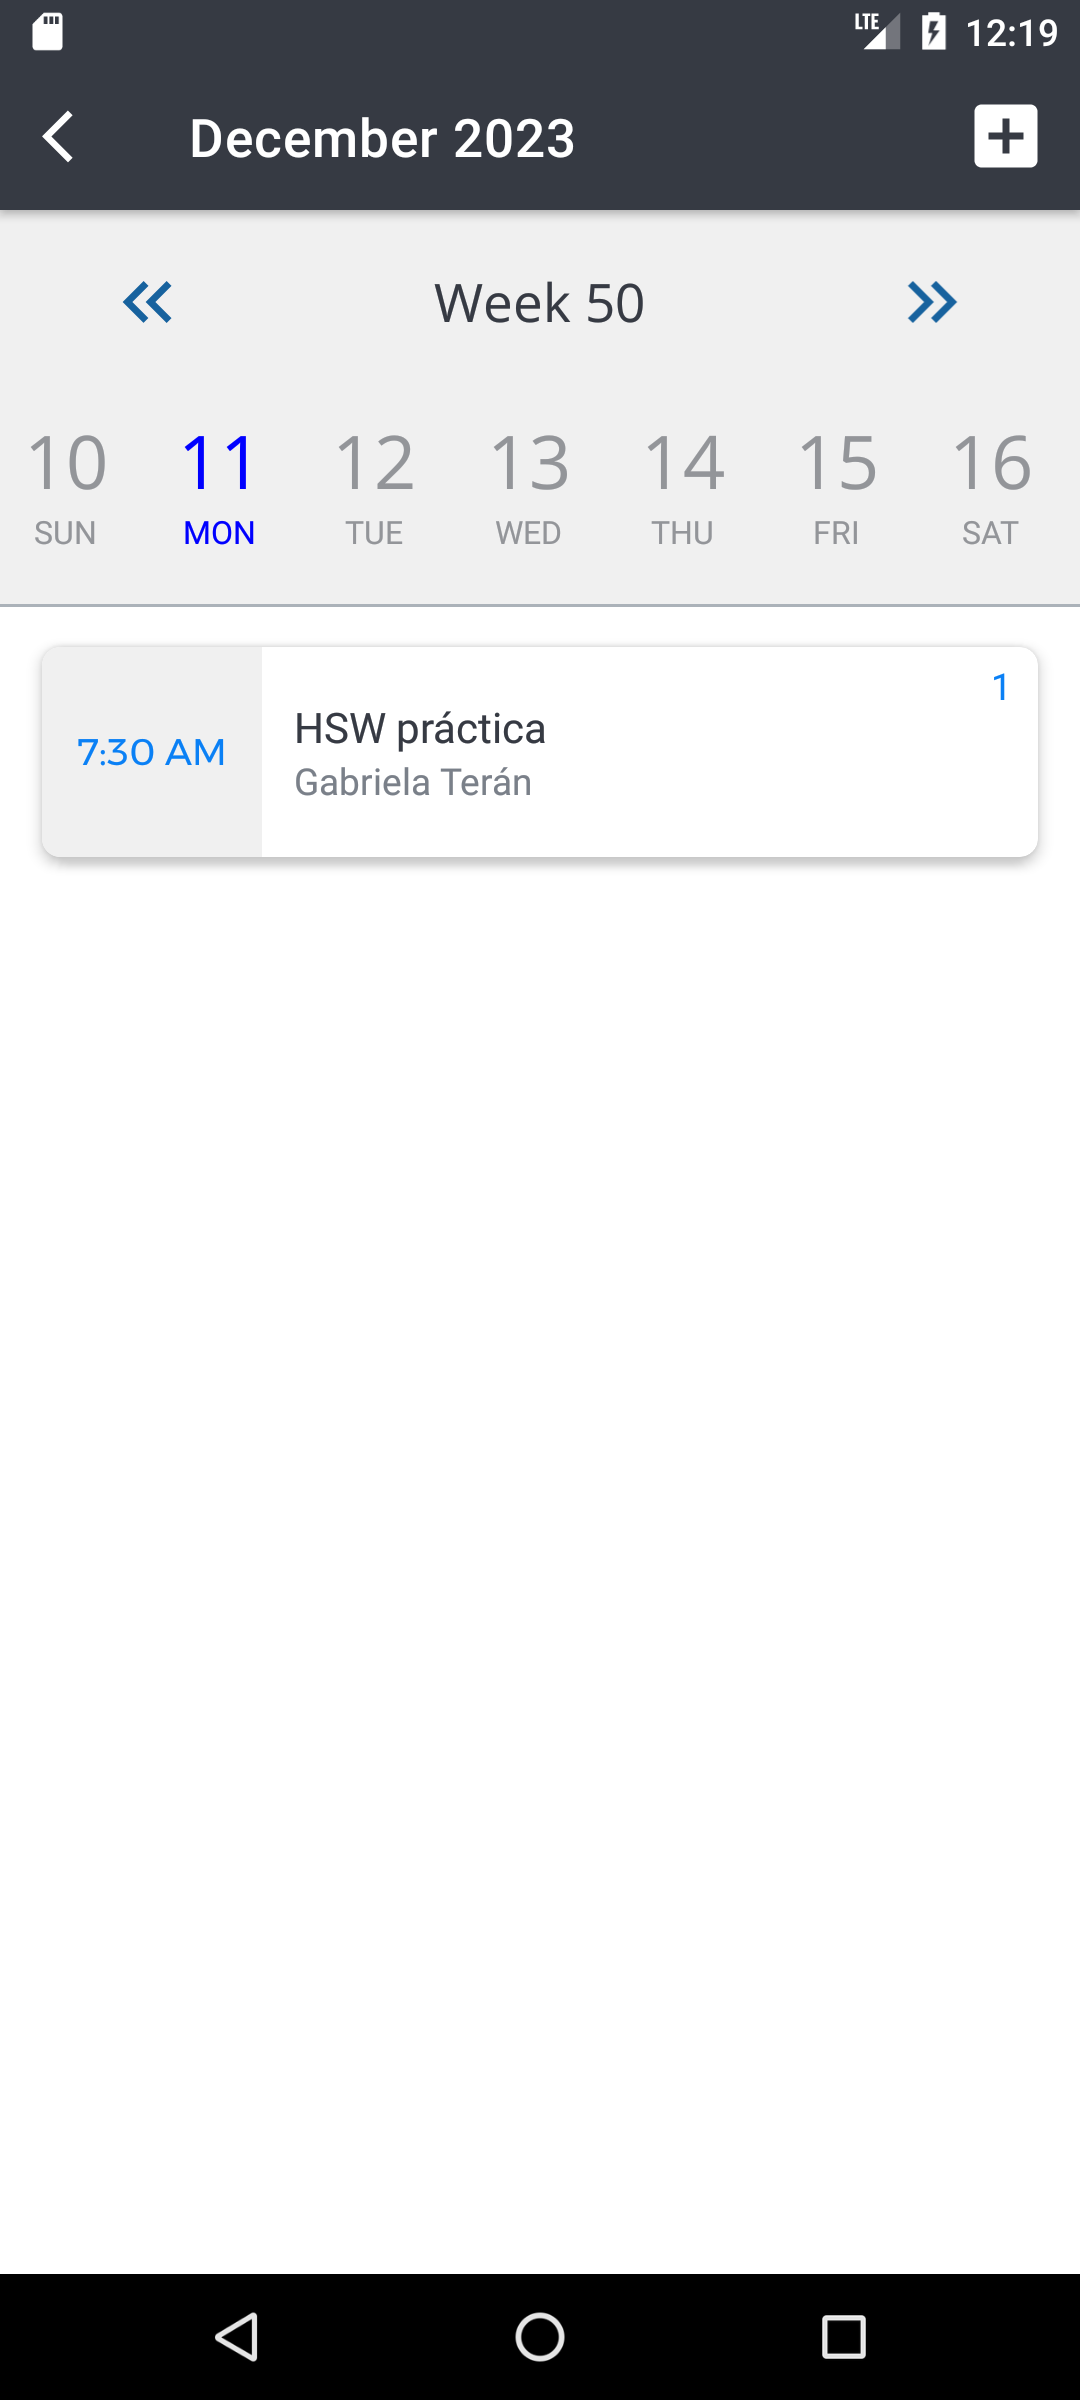 LTE 12:19
December 2023
Week 50
10 11 12 13 14 15 16
SUN MON TUE WED THU FRI SAT
1
HSW práctica
7:30 AM
Gabriela Terán